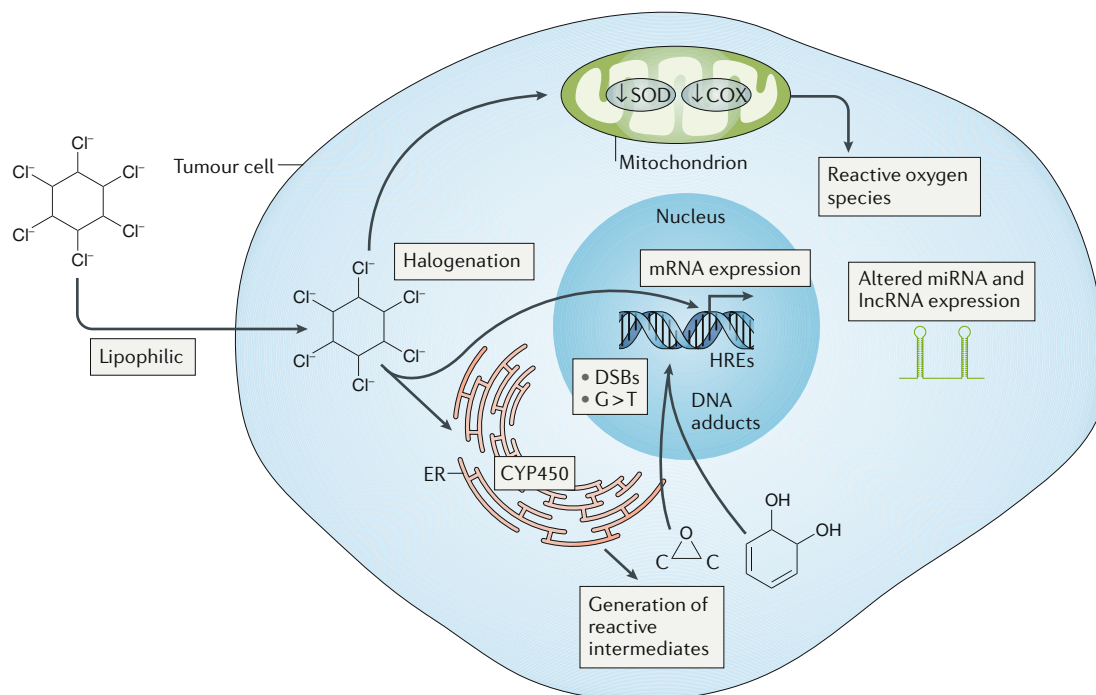 ↓SOD
↓COX
Mitochondrion
Tumour cell
Cl⁻
Cl⁻
Cl⁻
Cl⁻
Cl⁻
Cl⁻
Lipophilic
Halogenation
Cl⁻
Cl⁻
Cl⁻
Cl⁻
Cl⁻
Cl⁻
Reactive oxygen
species
Nucleus
mRNA expression
HREs
• DSBs
• G>T
DNA
adducts
Altered miRNA and
lncRNA expression
ER
CYP450
O
C C
OH
OH
Generation of
reactive
intermediates